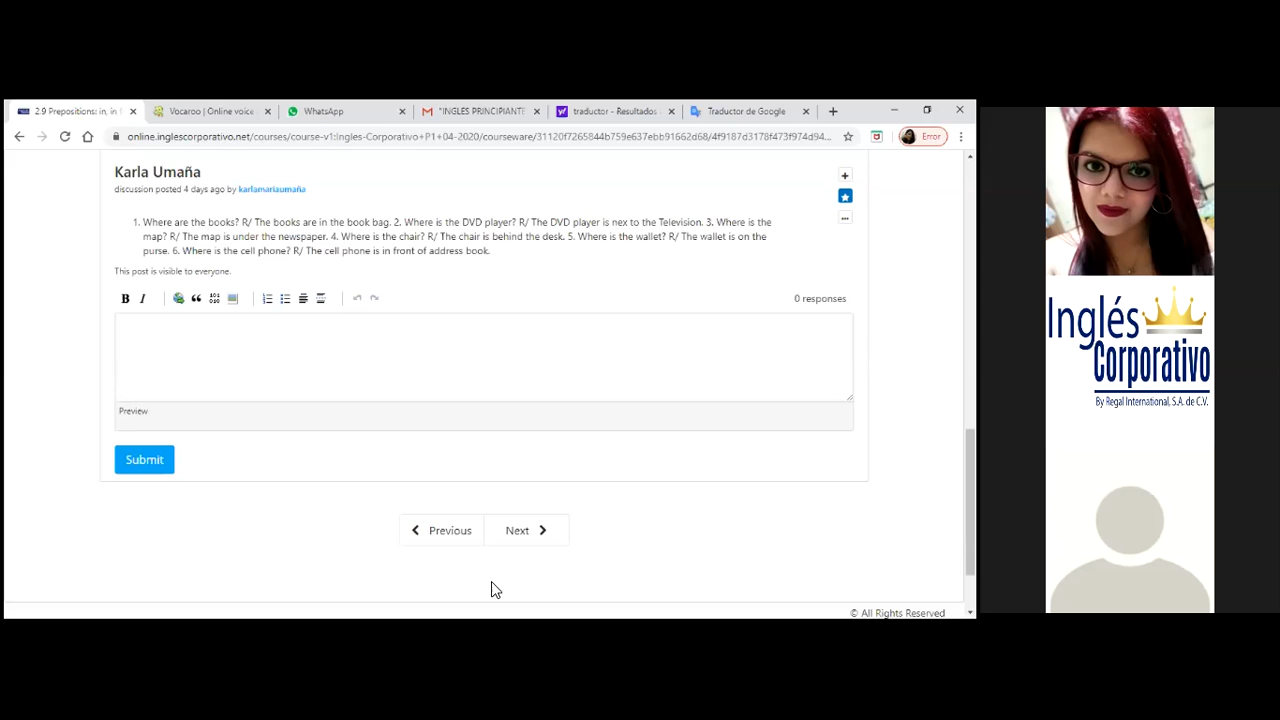 2.9 Prepositions: in, in f
Vocaroo | Online voice
WhatsApp
"INGLES PRINCIPIANTE
traductor - Resultados
Traductor de Google
online.inglescorporativo.net/courses/course-v1:Ingles-Corporativo+P1+04-2020/courseware/31120f7265844b759e637ebb91662d68/4f9187d3178f473f974d94...
Error
Karla Umaña
discussion posted 4 days ago by karlamariaumaña
1. Where are the books? R/ The books are in the book bag. 2. Where is the DVD player? R/ The DVD player is nex to the Television. 3. Where is the
map? R/ The map is under the newspaper. 4. Where is the chair? R/ The chair is behind the desk. 5. Where is the wallet? R/ The wallet is on the
purse. 6. Where is the cell phone? R/ The cell phone is in front of address book.
This post is visible to everyone.
0 responses
Preview
Submit
Previous
Next
© All Rights Reserved
Inglés
Corporativo
By Regal International, S.A. de C.V.